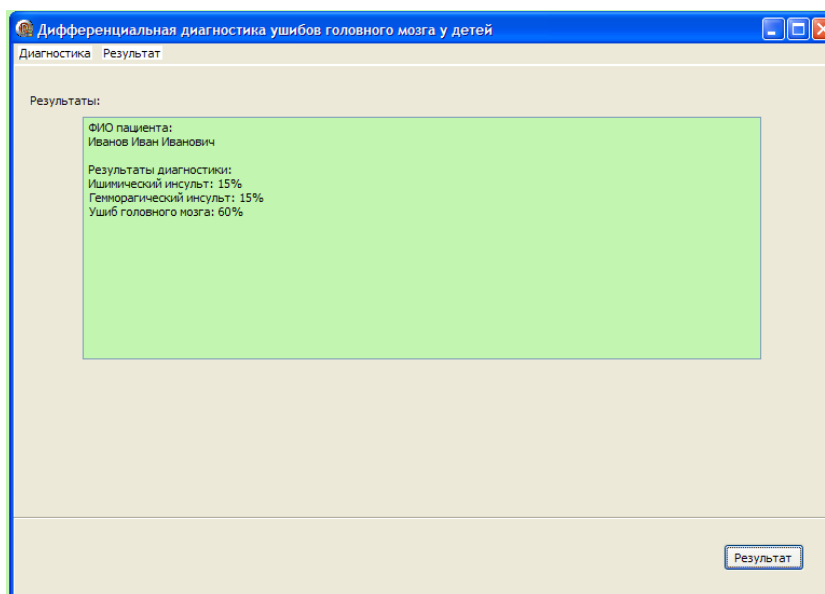 Дифференциальная диагностика ушибов головного мозга у детей
Диагностика Результат
Результаты:
ФИО пациента:
Иванов Иван Иванович
Результаты диагностики:
Ишимический инсульт: 15%
Геммрорагический инсульт: 15%
Ушиб головного мозга: 60%
Результат